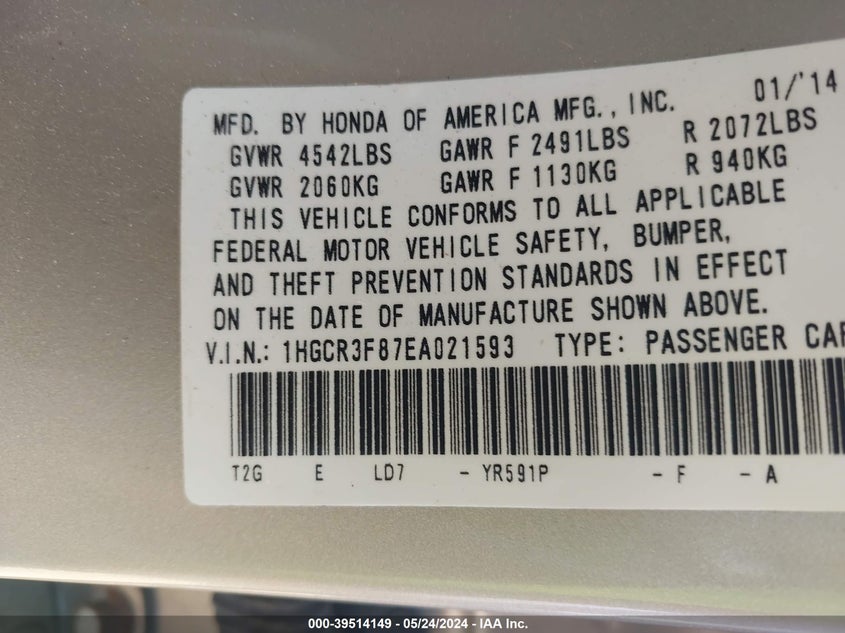 MFD. BY HONDA OF AMERICA MFG., INC. 01/'14
GVWR 4542LBS GAWR F 2491LBS R 2072LBS
GVWR 2060KG GAWR F 1130KG R 940KG
THIS VEHICLE CONFORMS TO ALL APPLICABLE
FEDERAL MOTOR VEHICLE SAFETY, BUMPER,
AND THEFT PREVENTION STANDARDS IN EFFECT
ON THE DATE OF MANUFACTURE SHOWN ABOVE.
V.I.N.: 1HGCR3F87EA021593 TYPE: PASSENGER CAR
T2G E LD7 - YR591P - F - A
000-39514149 - 05/24/2024 - IAA Inc.